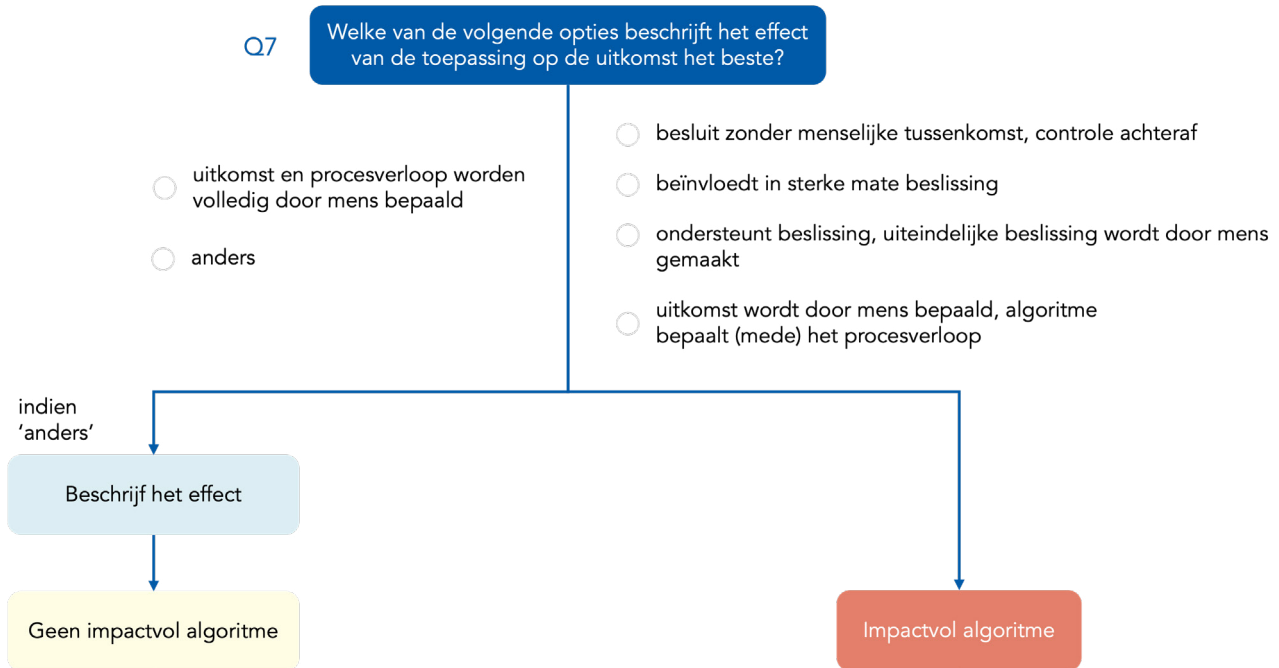 Q7
Welke van de volgende opties beschrijft het effect
van de toepassing op de uitkomst het beste?
uitkomst en procesverloop worden
volledig door mens bepaald
anders
besluit zonder menselijke tussenkomst, controle achteraf
beïnvloedt in sterke mate beslissing
ondersteunt beslissing, uiteindelijke beslissing wordt door mens
gemaakt
uitkomst wordt door mens bepaald, algoritme
bepaalt (mede) het procesverloop
indien
‘anders’
Beschrijf het effect
Geen impactvol algoritme
Impactvol algoritme